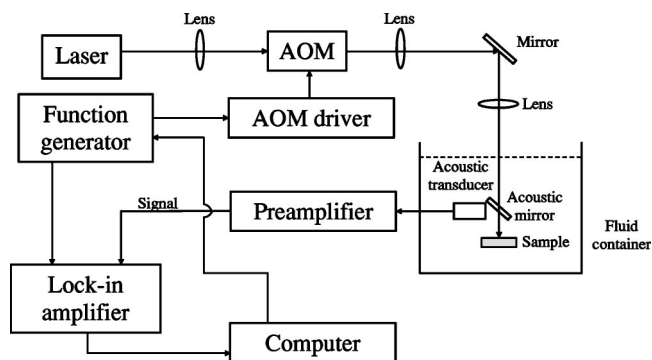 Lens
Lens
Laser
AOM
Mirror
Function
generator
AOM driver
Lens
Acoustic
transducer
Acoustic
mirror
Signal
Preamplifier
Sample
Fluid
container
Lock-in
amplifier
Computer